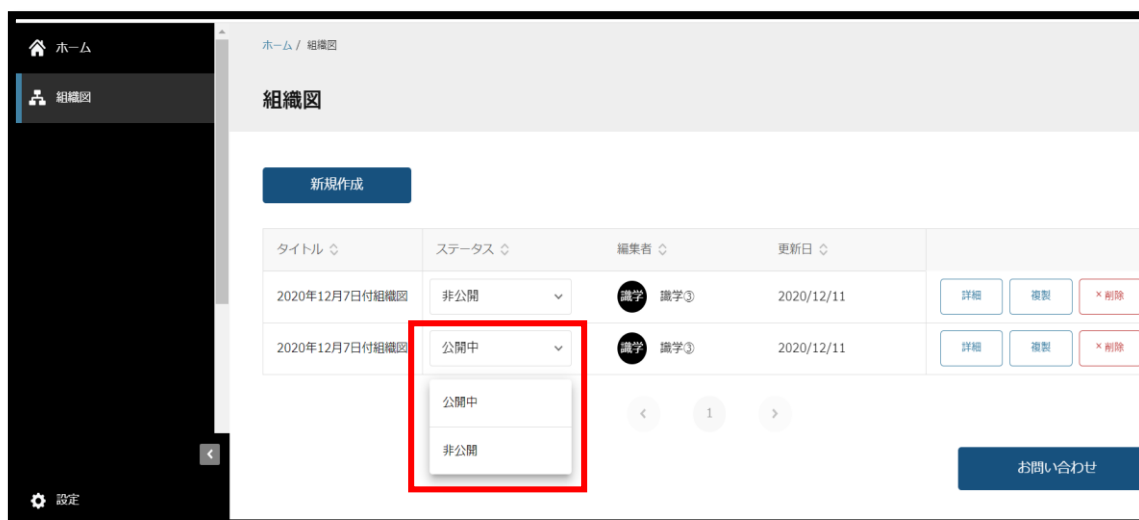 ホーム
組織図
設定
ホーム / 組織図
組織図
新規作成
タイトル ステータス 編集者 更新日
2020年12月7日付組織図 非公開 識学 識学③ 2020/12/11 詳細 複製 ×削除
2020年12月7日付組織図 公開中 識学 識学③ 2020/12/11 詳細 複製 ×削除
公開中
非公開
< 1 >
お問い合わせ